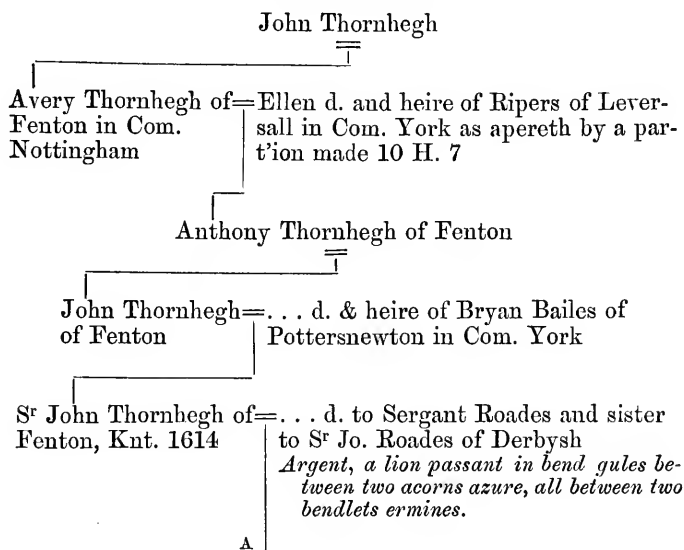 John Thornhegh
Avery Thornhegh of=Ellen d. and heire of Ripers of Lever-
Fenton in Com. sall in Com. York as apereth by a par-
Nottingham t'ion made 10 H. 7
Anthony Thornhegh of Fenton
John Thornhegh=. . . d. & heire of Bryan Bailes of
of Fenton Pottersnewton in Com. York
Sʳ John Thornhegh of=. . . d. to Sergant Roades and sister
Fenton, Knt. 1614 to Sʳ Jo. Roades of Derbysh
Argent, a lion passant in bend gules be-
tween two acorns azure, all between two
bendlets ermines.
A